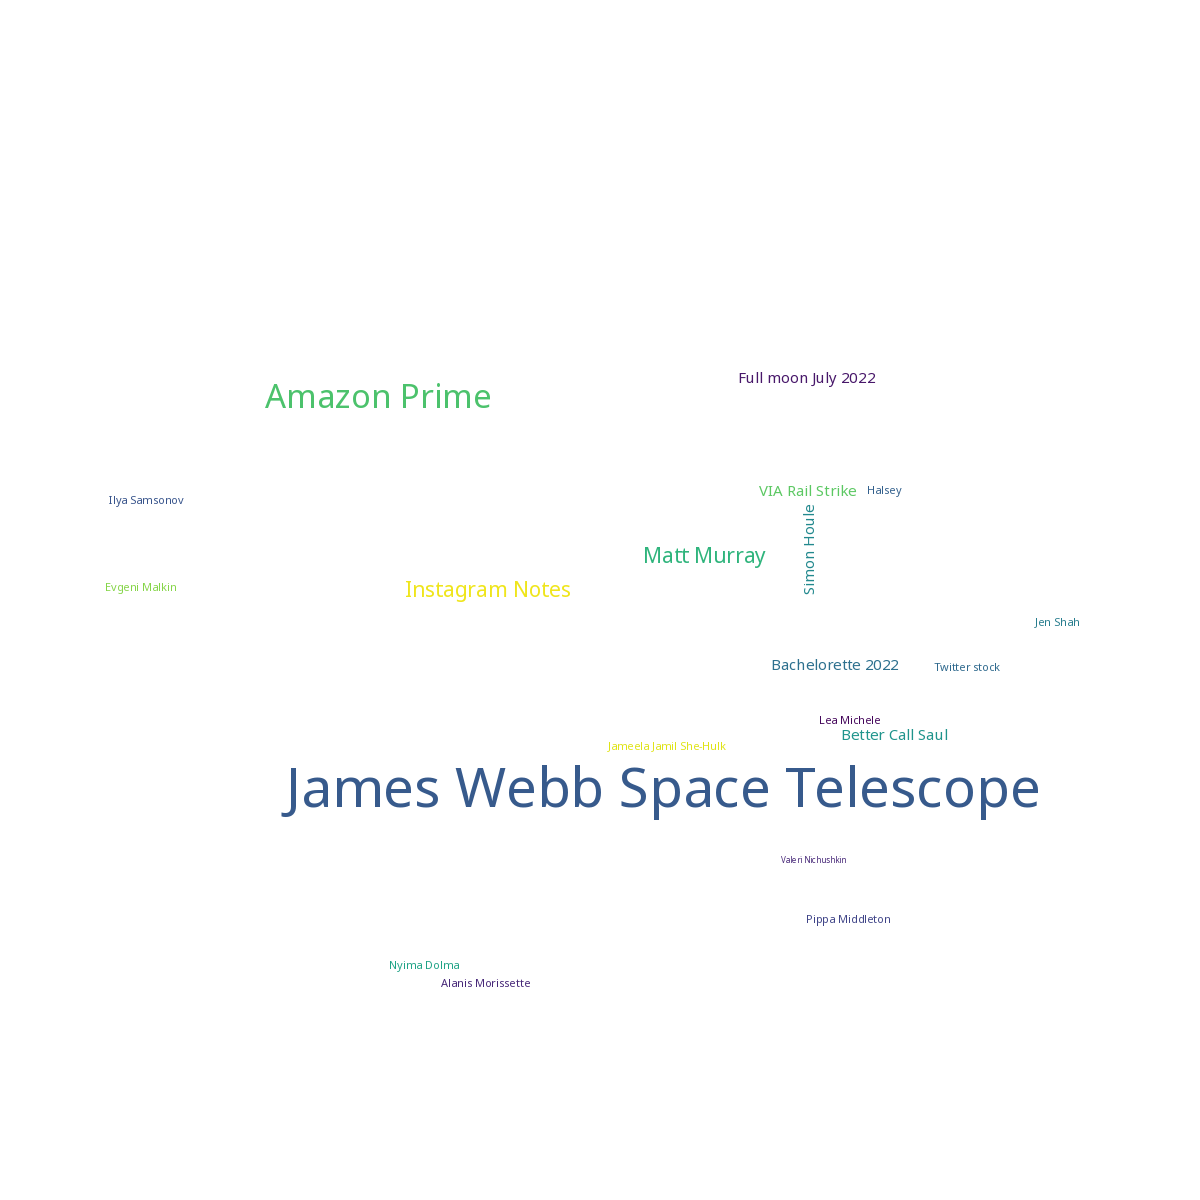 Full moon July 2022
Amazon Prime
VIA Rail Strike
Halsey
Ilya Samsonov
Simon Houle
Matt Murray
Evgeni Malkin
Instagram Notes
Jen Shah
Bachelorette 2022
Twitter stock
Lea Michele
Better Call Saul
Jameela Jamil She-Hulk
James Webb Space Telescope
Valeri Nichushkin
Pippa Middleton
Nyima Dolma
Alanis Morissette